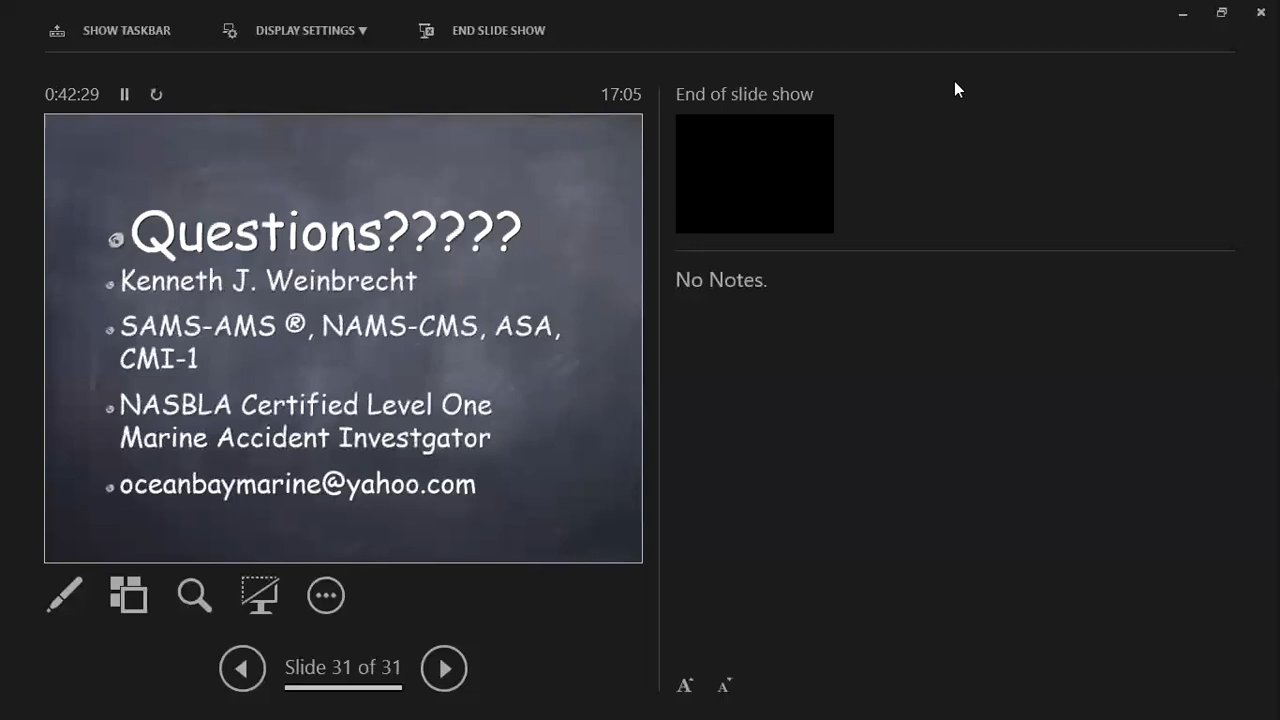 SHOW TASKBAR
DISPLAY SETTINGS ▼
END SLIDE SHOW
0:42:29
17:05
End of slide show
Questions?????
Kenneth J. Weinbrecht
SAMS-AMS ®, NAMS-CMS, ASA,
CMI-1
NASBLA Certified Level One
Marine Accident Investgator
oceanbaymarine@yahoo.com
No Notes.
Slide 31 of 31
A A